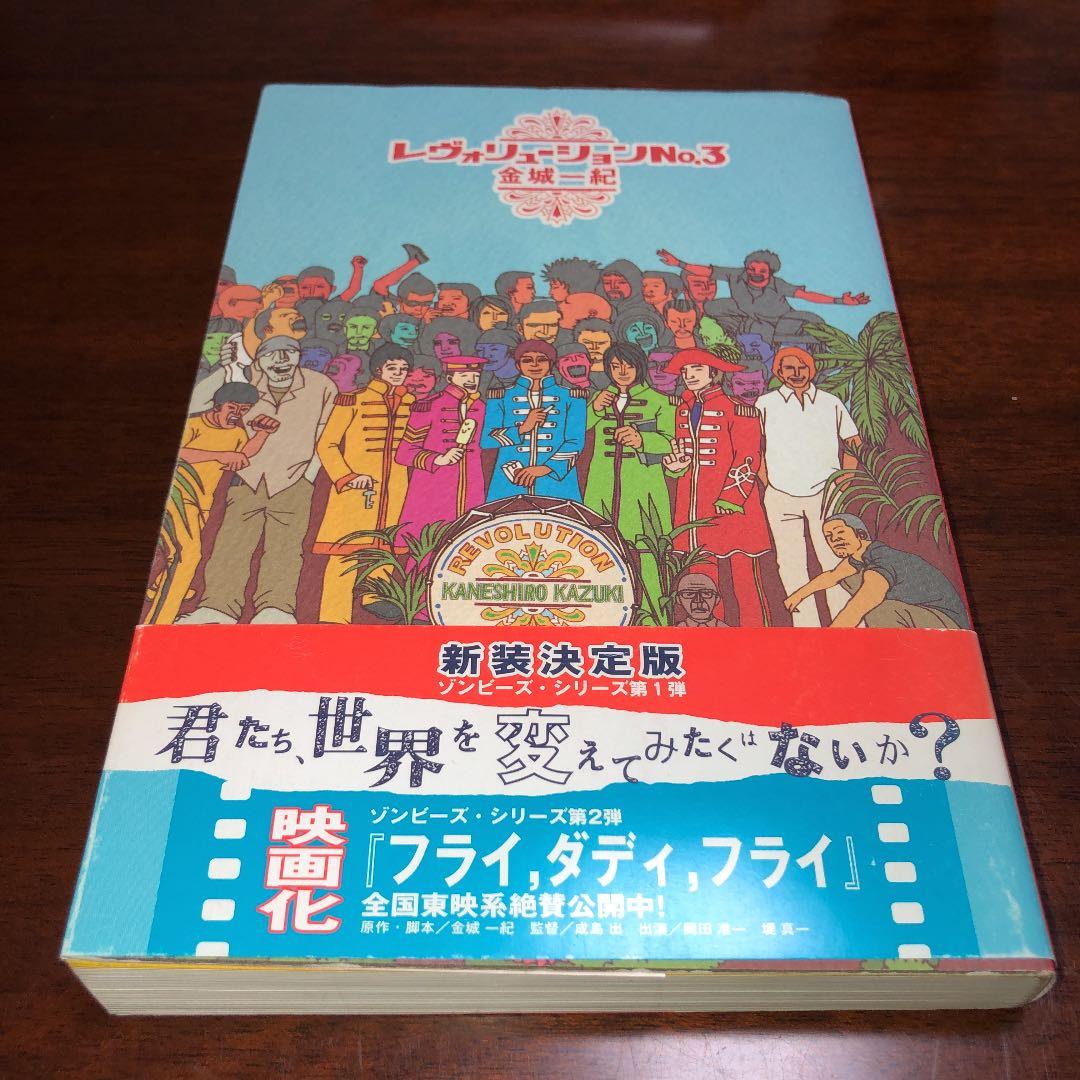 レヴォリューションNo.3
金城一紀
REVOLUTION
KANESHIRO KAZUKI
新装決定版
ゾンビーズ・シリーズ第1弾
君たち、世界を変えてみたくはないか?
映画化
ゾンビーズ・シリーズ第2弾
『フライ,ダディ,フライ』
全国東映系絶賛公開中!
原作・脚本／金城 一紀 監督／成島 出 出演／岡田 准一 堤 真一